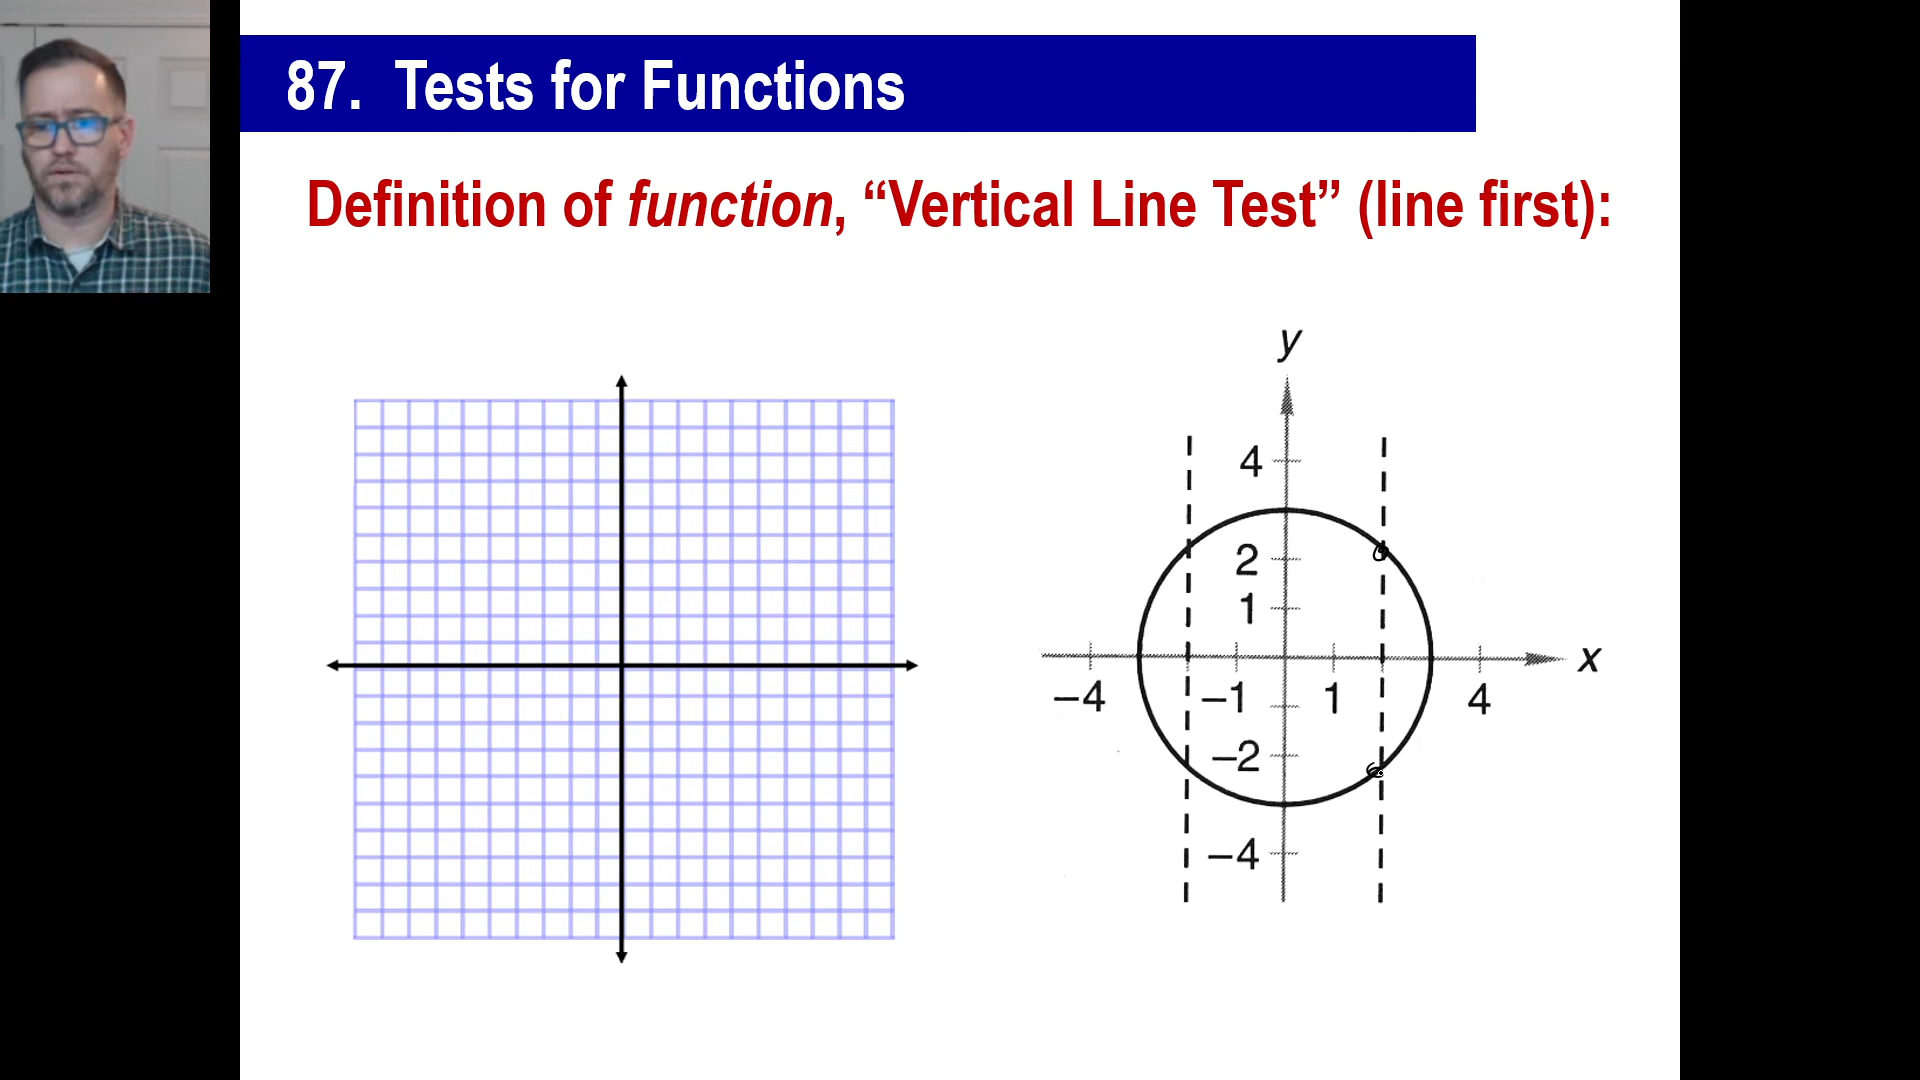 87. Tests for Functions
Definition of function, “Vertical Line Test” (line first):
y
4
2
1
x
−4
−1
1
4
−2
−4